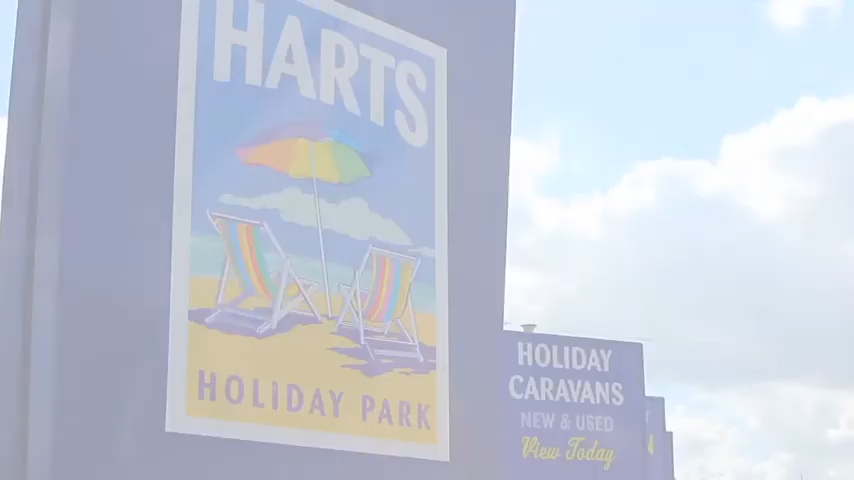 HARTS
HOLIDAY PARK
HOLIDAY
CARAVANS
NEW & USED
View Today